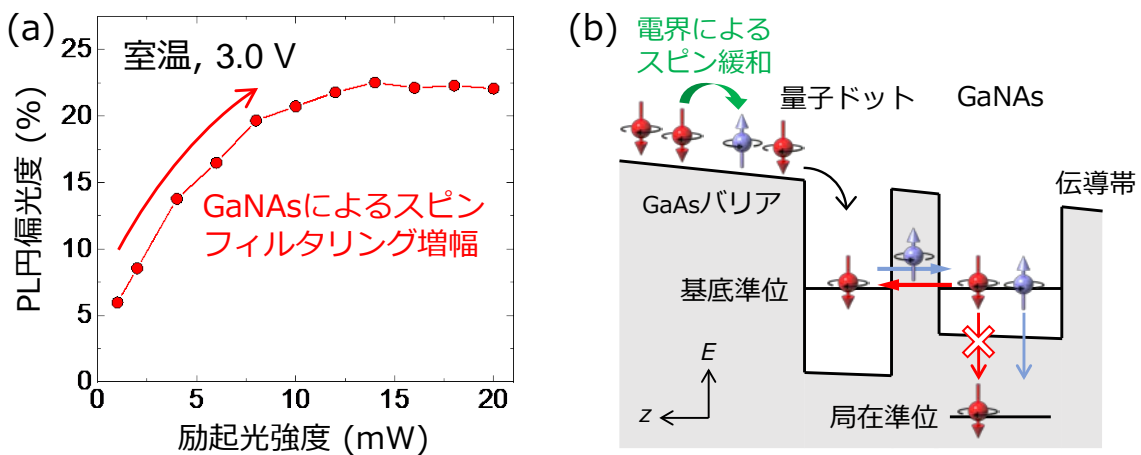 (a)
室温, 3.0 V
GaNAsによるスピン
フィルタリング増幅
PL円偏光度 (%)
25
20
15
10
5
0
0
5
10
15
20
励起光強度 (mW)
(b)
電界による
スピン緩和
量子ドット
GaNAs
伝導帯
GaAsバリア
基底準位
E
z
局在準位